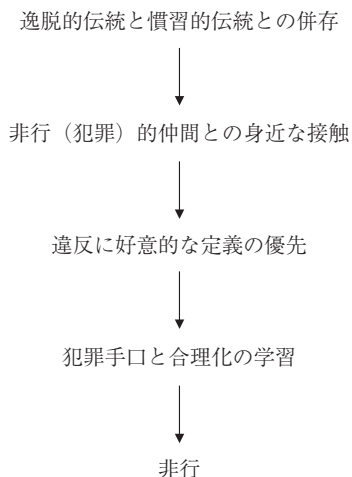 逸脱的伝統と慣習的伝統との併存
非行（犯罪）的仲間との身近な接触
違反に好意的な定義の優先
犯罪手口と合理化の学習
非行